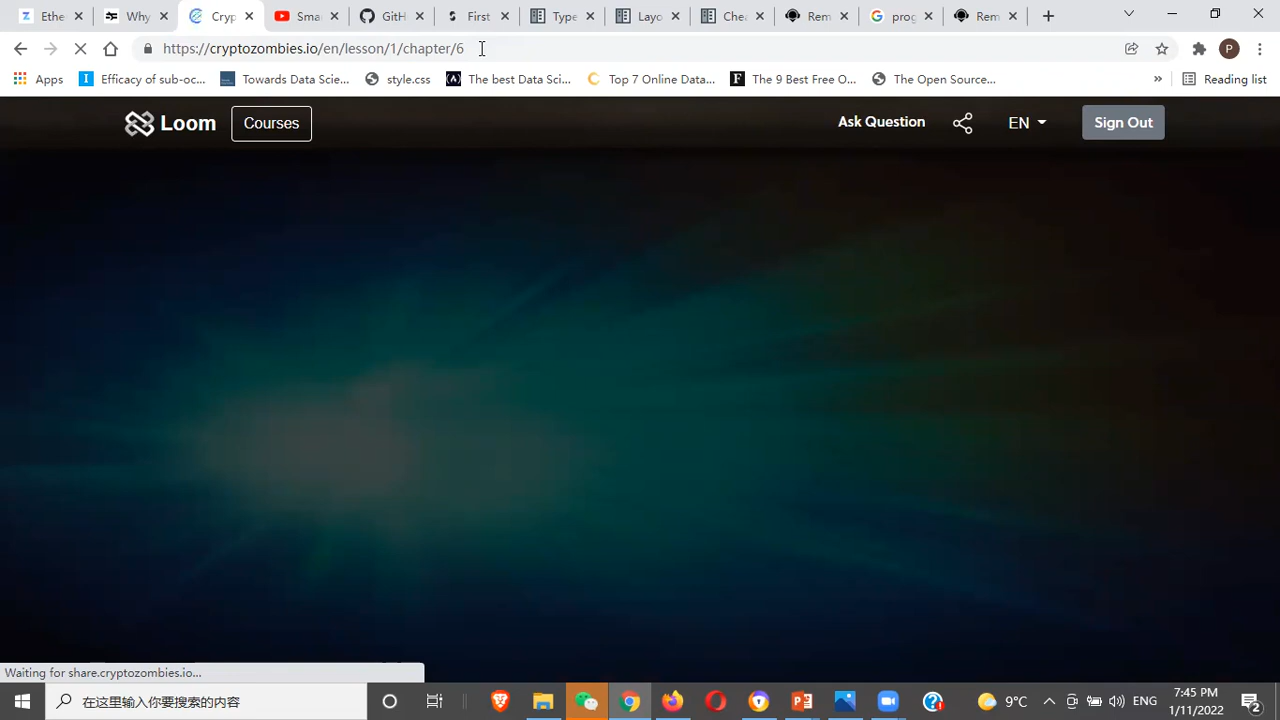 Ethe
Why
Cryp
Sma
GitH
First
Type
Layo
Chea
Rem
prog
Rem
https://cryptozombies.io/en/lesson/1/chapter/6
P
Apps
Efficacy of sub-oc...
Towards Data Scien...
style.css
The best Data Sci...
Top 7 Online Data...
The 9 Best Free O...
The Open Source...
»
Reading list
Loom
Courses
Ask Question
EN
Sign Out
Waiting for share.cryptozombies.io...
在这里输入你要搜索的内容
9°C
ENG
7:45 PM
1/11/2022
2